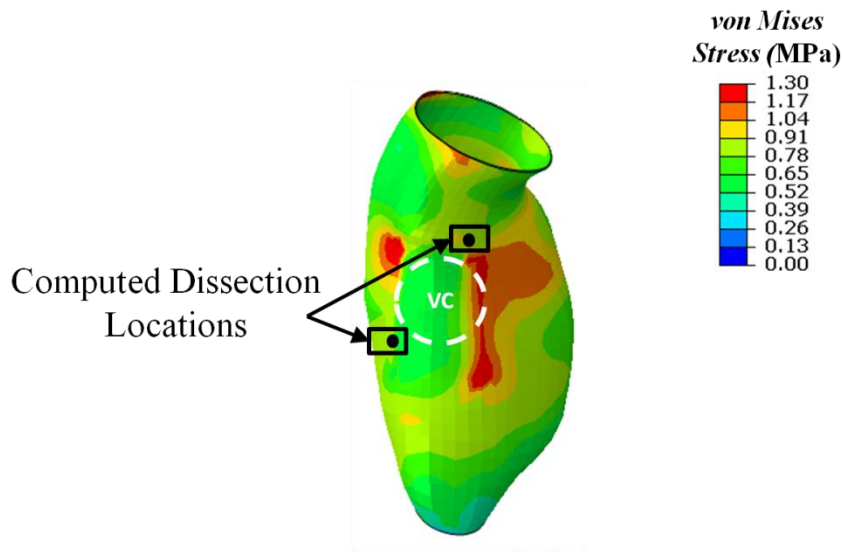 von Mises
Stress (MPa)
1.30
1.17
1.04
0.91
0.78
0.65
0.52
0.39
0.26
0.13
0.00
Computed Dissection
Locations
VC